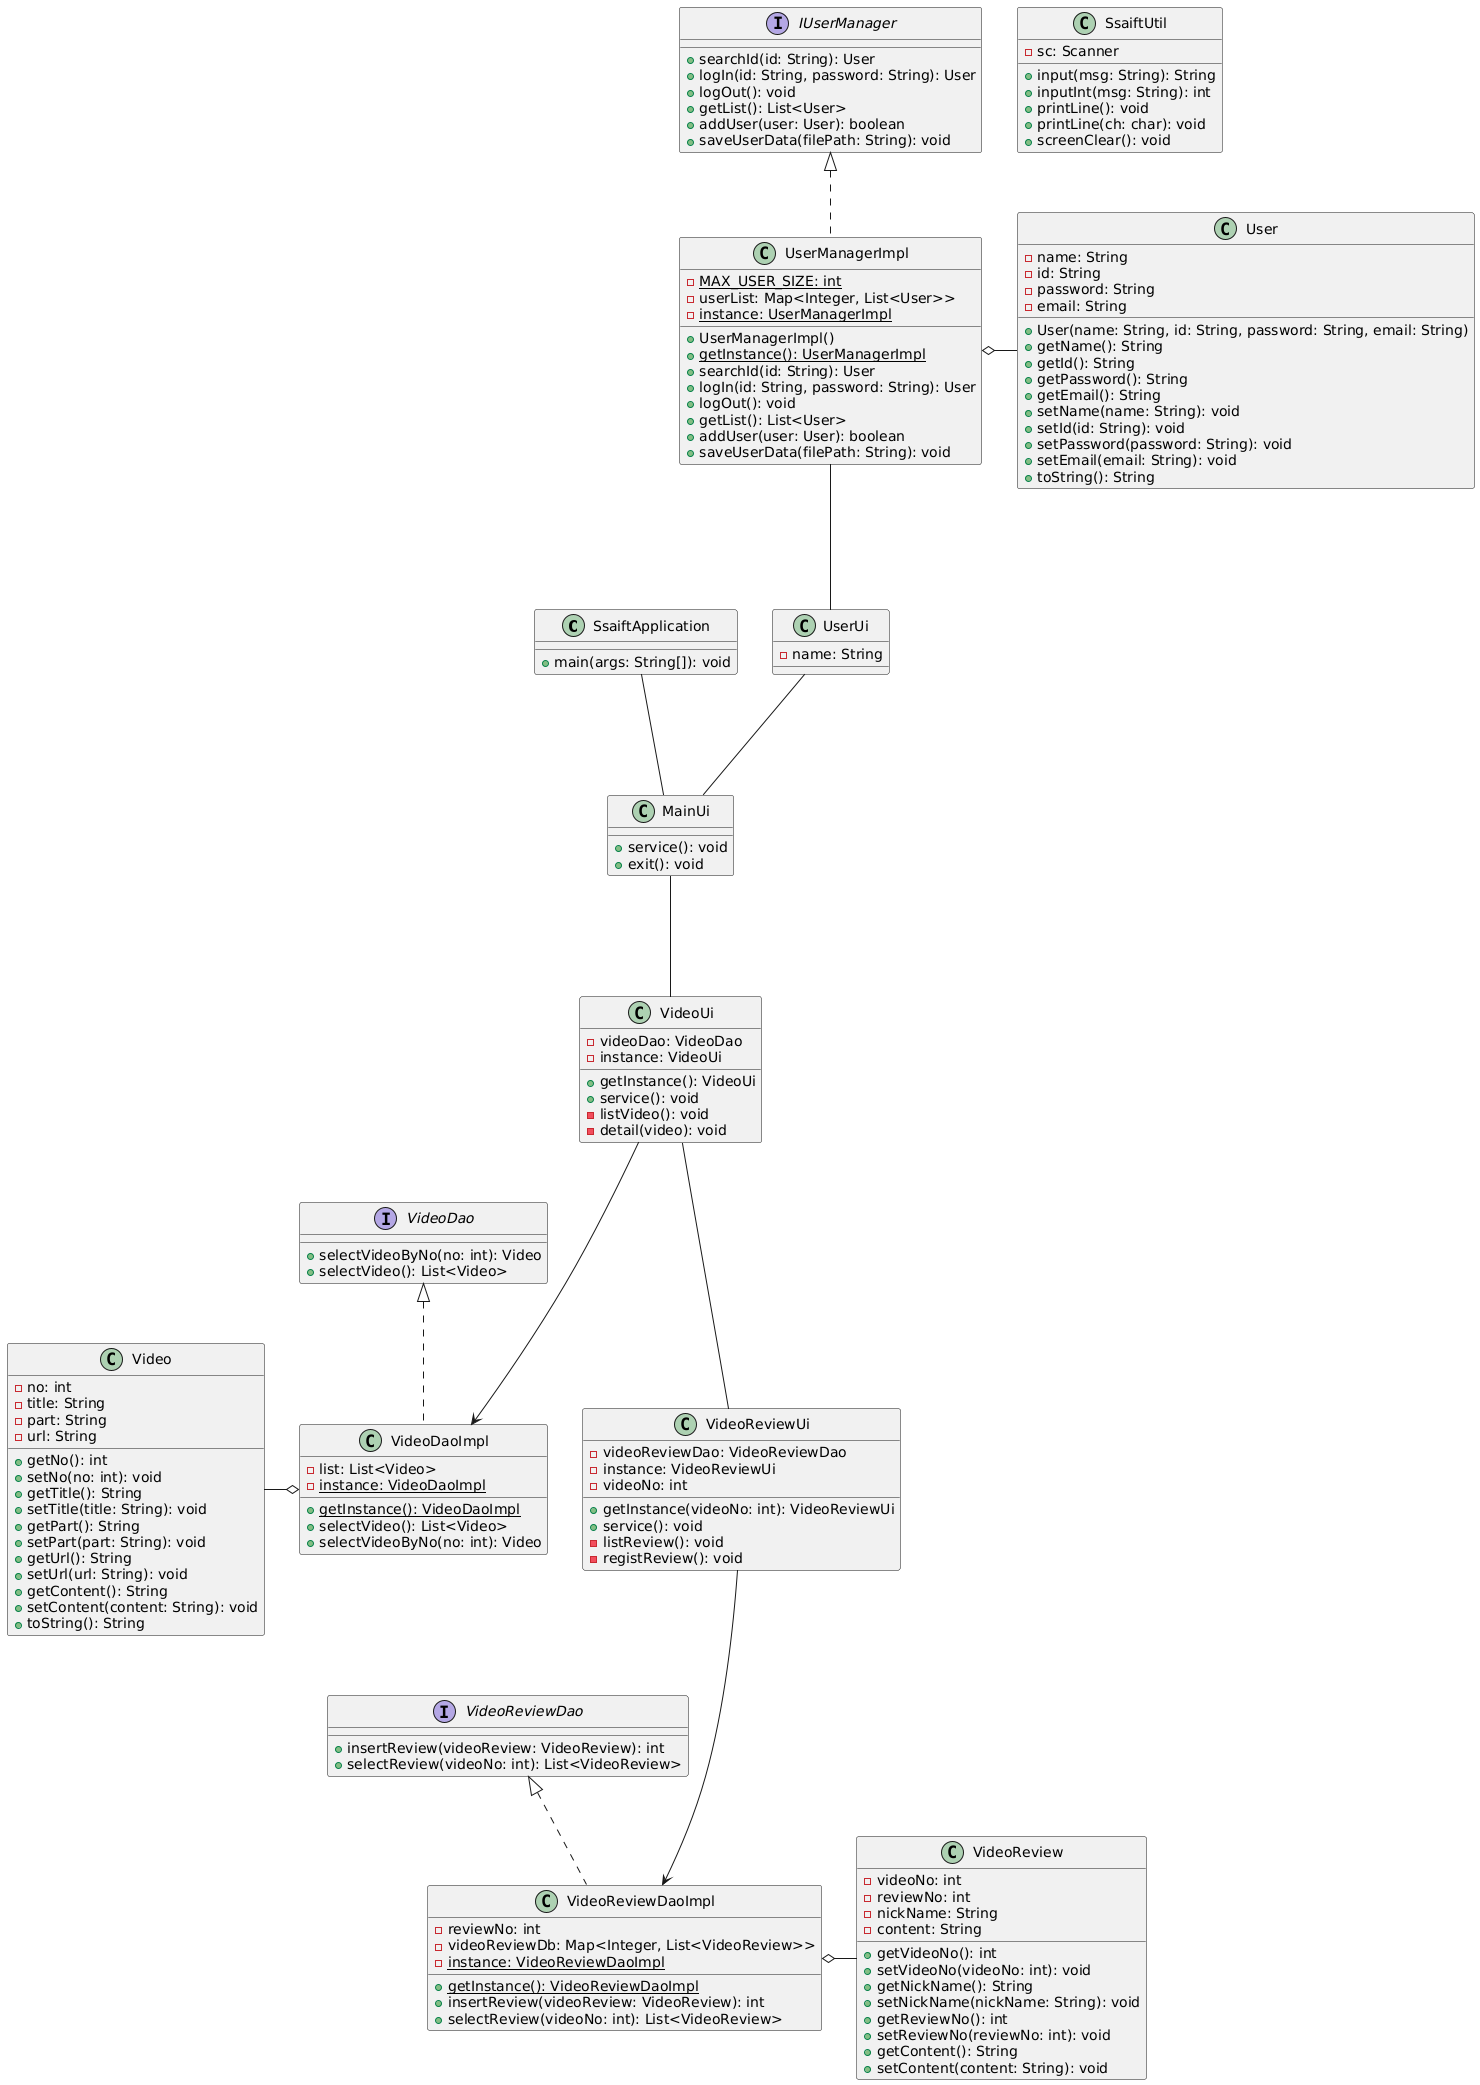 I IUserManager
searchId(id: String): User
logIn(id: String, password: String): User
logOut(): void
getList(): List<User>
addUser(user: User): boolean
saveUserData(filePath: String): void
C SsaiftUtil
sc: Scanner
input(msg: String): String
inputInt(msg: String): int
printLine(): void
printLine(ch: char): void
screenClear(): void
C UserManagerImpl
MAX_USER_SIZE: int
userList: Map<Integer, List<User>>
instance: UserManagerImpl
UserManagerImpl()
getInstance(): UserManagerImpl
searchId(id: String): User
logIn(id: String, password: String): User
logOut(): void
getList(): List<User>
addUser(user: User): boolean
saveUserData(filePath: String): void
C User
name: String
id: String
password: String
email: String
User(name: String, id: String, password: String, email: String)
getName(): String
getId(): String
getPassword(): String
getEmail(): String
setName(name: String): void
setId(id: String): void
setPassword(password: String): void
setEmail(email: String): void
toString(): String
C SsaiftApplication
main(args: String[]): void
C UserUi
name: String
C MainUi
service(): void
exit(): void
C VideoUi
videoDao: VideoDao
instance: VideoUi
getInstance(): VideoUi
service(): void
listVideo(): void
detail(video): void
I VideoDao
selectVideoByNo(no: int): Video
selectVideo(): List<Video>
C Video
no: int
title: String
part: String
url: String
getNo(): int
setNo(no: int): void
getTitle(): String
setTitle(title: String): void
getPart(): String
setPart(part: String): void
getUrl(): String
setUrl(url: String): void
getContent(): String
setContent(content: String): void
toString(): String
C VideoDaoImpl
list: List<Video>
instance: VideoDaoImpl
getInstance(): VideoDaoImpl
selectVideo(): List<Video>
selectVideoByNo(no: int): Video
C VideoReviewUi
videoReviewDao: VideoReviewDao
instance: VideoReviewUi
videoNo: int
getInstance(videoNo: int): VideoReviewUi
service(): void
listReview(): void
registReview(): void
I VideoReviewDao
insertReview(videoReview: VideoReview): int
selectReview(videoNo: int): List<VideoReview>
C VideoReviewDaoImpl
reviewNo: int
videoReviewDb: Map<Integer, List<VideoReview>>
instance: VideoReviewDaoImpl
getInstance(): VideoReviewDaoImpl
insertReview(videoReview: VideoReview): int
selectReview(videoNo: int): List<VideoReview>
C VideoReview
videoNo: int
reviewNo: int
nickName: String
content: String
getVideoNo(): int
setVideoNo(videoNo: int): void
getNickName(): String
setNickName(nickName: String): void
getReviewNo(): int
setReviewNo(reviewNo: int): void
getContent(): String
setContent(content: String): void